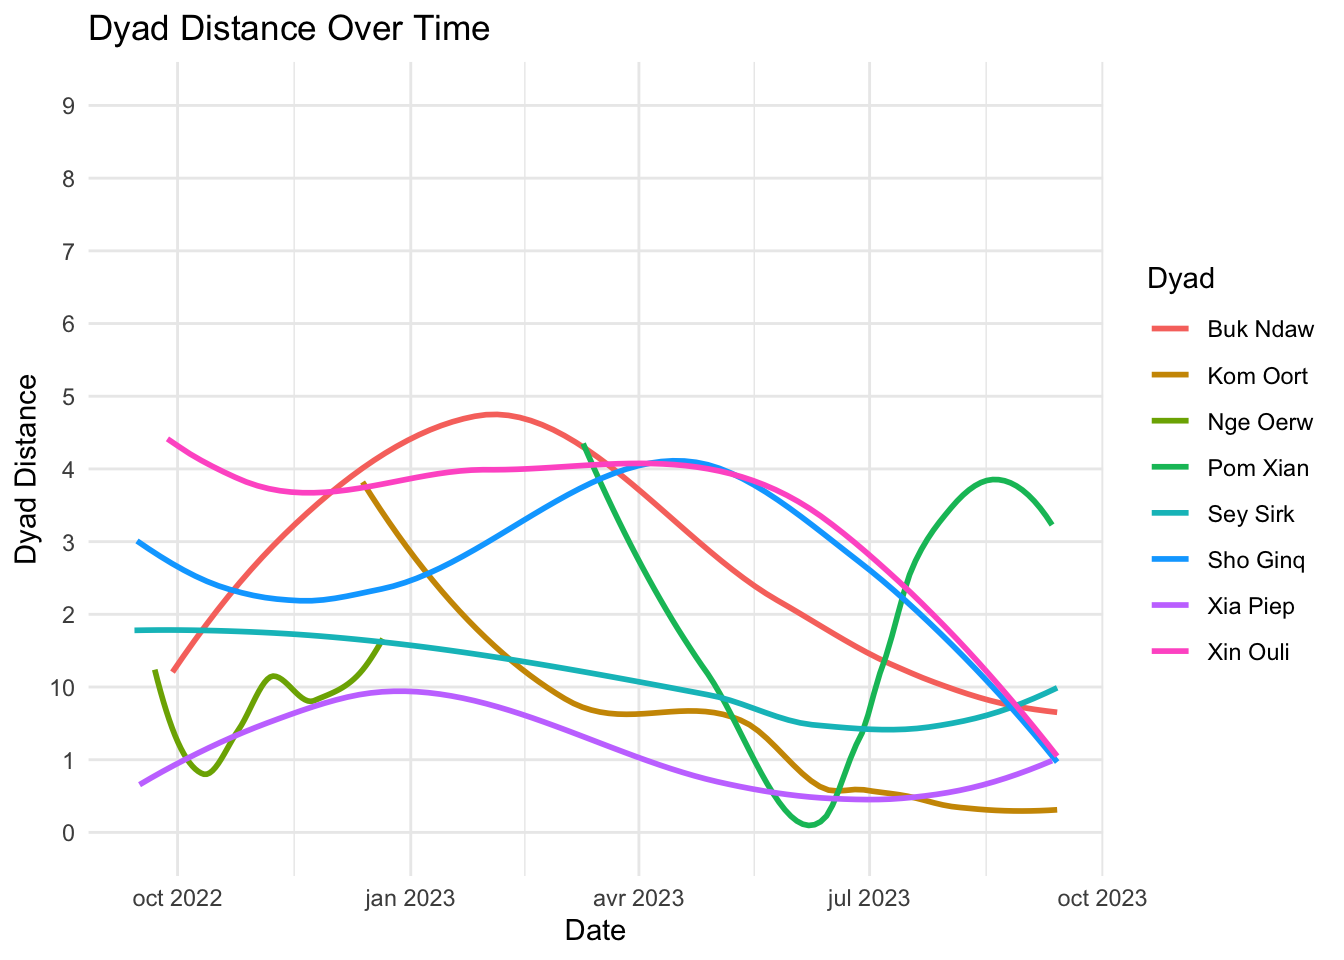 Dyad Distance Over Time
9
8
7
6
5
4
3
2
10
1
0
Dyad Distance
oct 2022
jan 2023
avr 2023
jul 2023
oct 2023
Date
Dyad
Buk Ndaw
Kom Oort
Nge Oerw
Pom Xian
Sey Sirk
Sho Ginq
Xia Piep
Xin Ouli